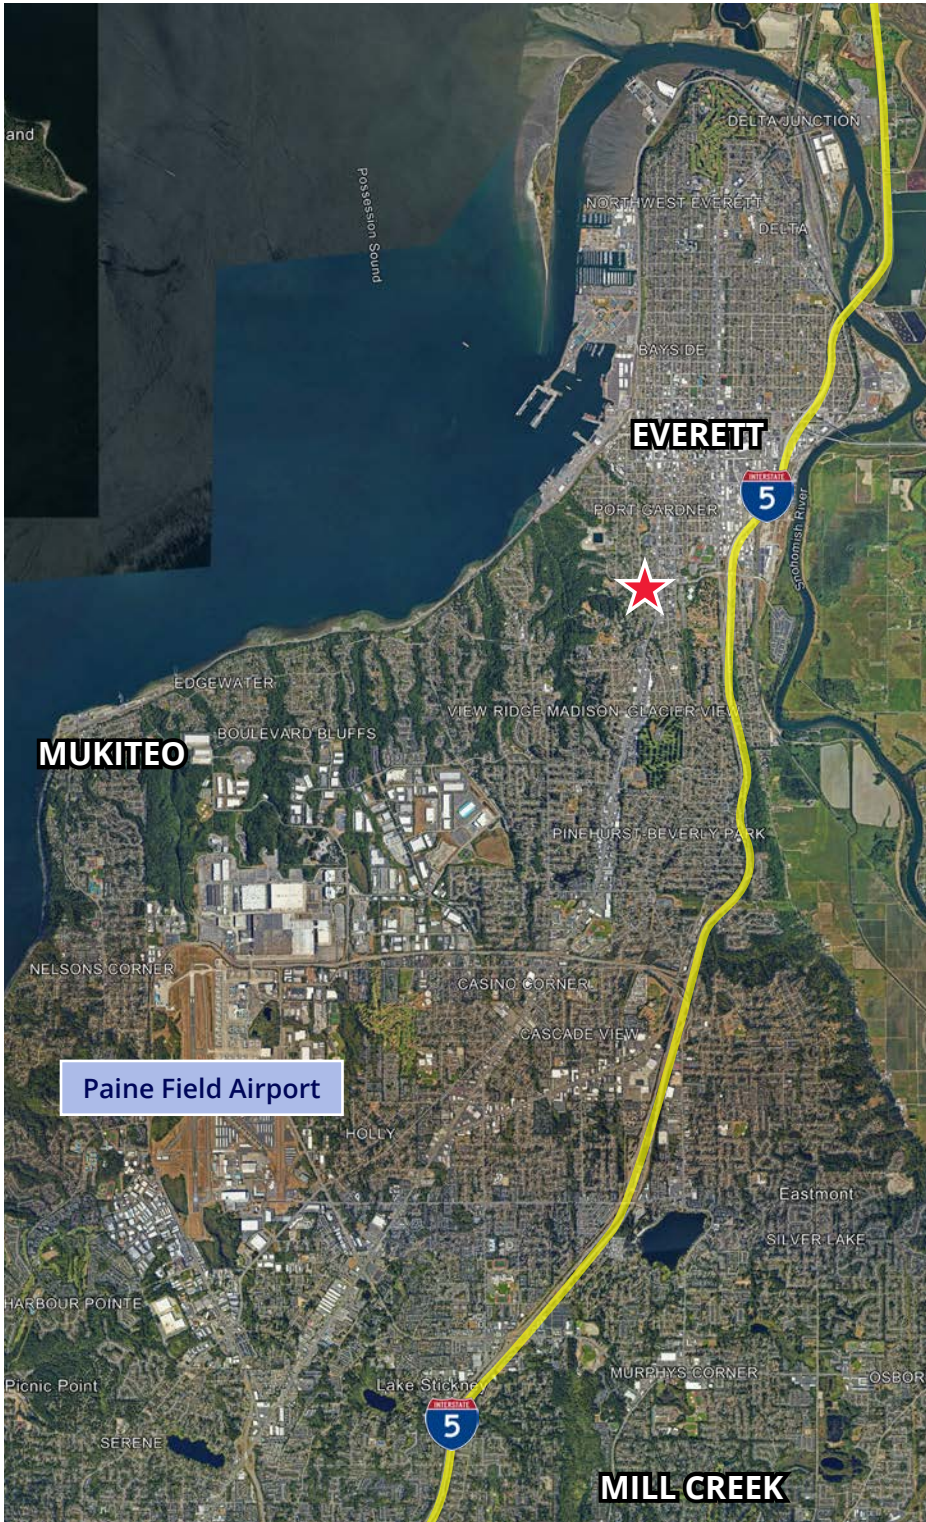 and
DELTA JUNCTION
Possession Sound
NORTHWEST EVERETT
DELTA
BAYSIDE
EVERETT
INTERSTATE
5
PORT GARDNER
Snohomish River
EDGEWATER
VIEW RIDGE MADISON
GLACIER VIEW
BOULEVARD BLUFFS
MUKITEO
PINEHURST-BEVERLY PARK
NELSONS CORNER
CASINO CORNER
CASCADE VIEW
Paine Field Airport
HOLLY
Eastmont
SILVER LAKE
HARBOUR POINTE
MURPHYS CORNER
OSBOR
Picnic Point
Lake Stickney
INTERSTATE
5
SERENE
MILL CREEK